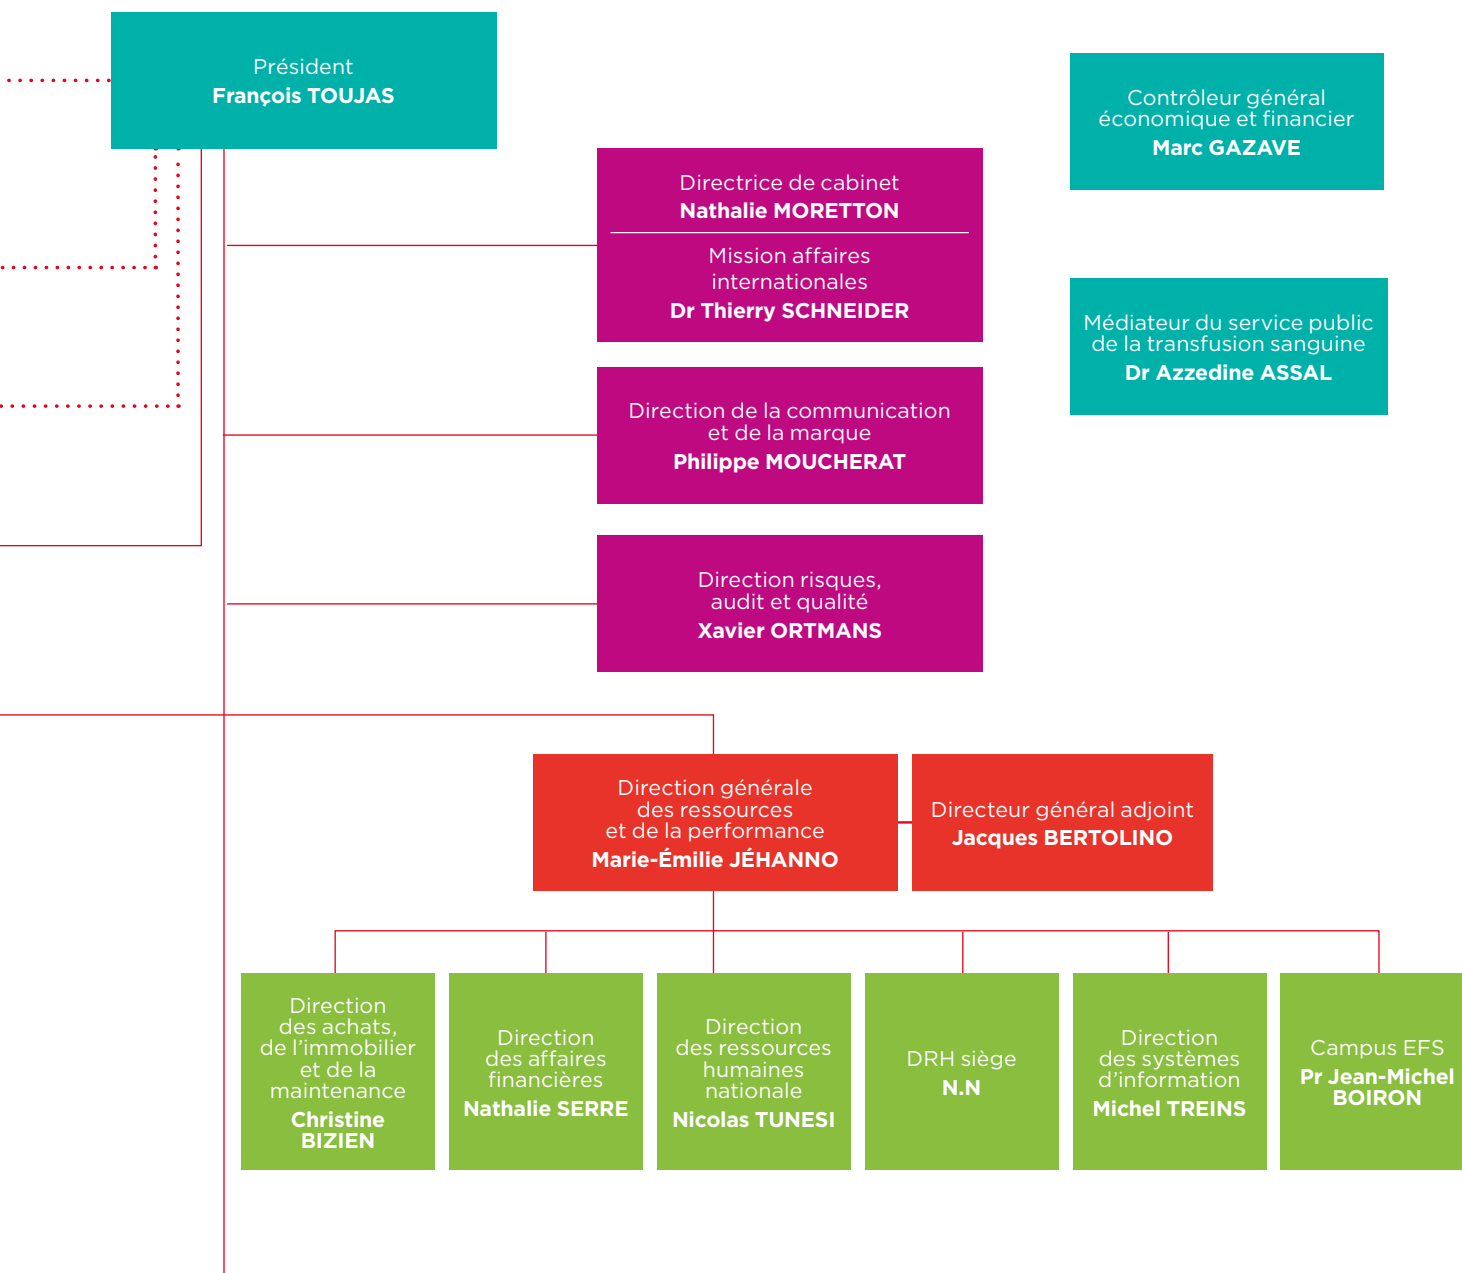 Président
François TOUJAS
Contrôleur général
économique et financier
Marc GAZAVE
Directrice de cabinet
Nathalie MORETTON
Mission affaires
internationales
Dr Thierry SCHNEIDER
Médiateur du service public
de la transfusion sanguine
Dr Azzedine ASSAL
Direction de la communication
et de la marque
Philippe MOUCHERAT
Direction risques,
audit et qualité
Xavier ORTMANS
Direction générale
des ressources
et de la performance
Marie-Émilie JÉHANNO
Directeur général adjoint
Jacques BERTOLINO
Direction
des achats,
de l’immobilier
et de la
maintenance
Christine
BIZIEN
Direction
des affaires
financières
Nathalie SERRE
Direction
des ressources
humaines
nationale
Nicolas TUNESI
DRH siège
N.N
Direction
des systèmes
d’information
Michel TREINS
Campus EFS
Pr Jean-Michel
BOIRON